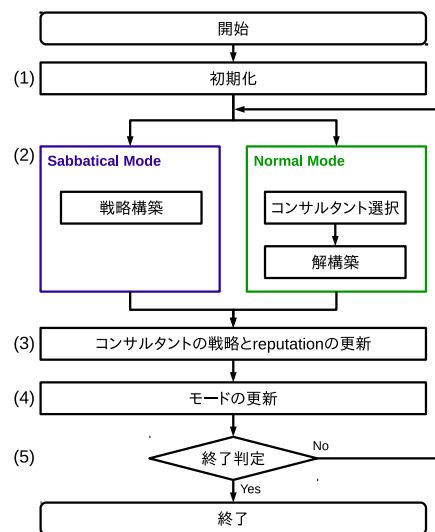 開始
(1)
初期化
(2)
Sabbatical Mode
Normal Mode
戦略構築
コンサルタント選択
解構築
(3)
コンサルタントの戦略とreputationの更新
(4)
モードの更新
(5)
終了判定
No
Yes
終了